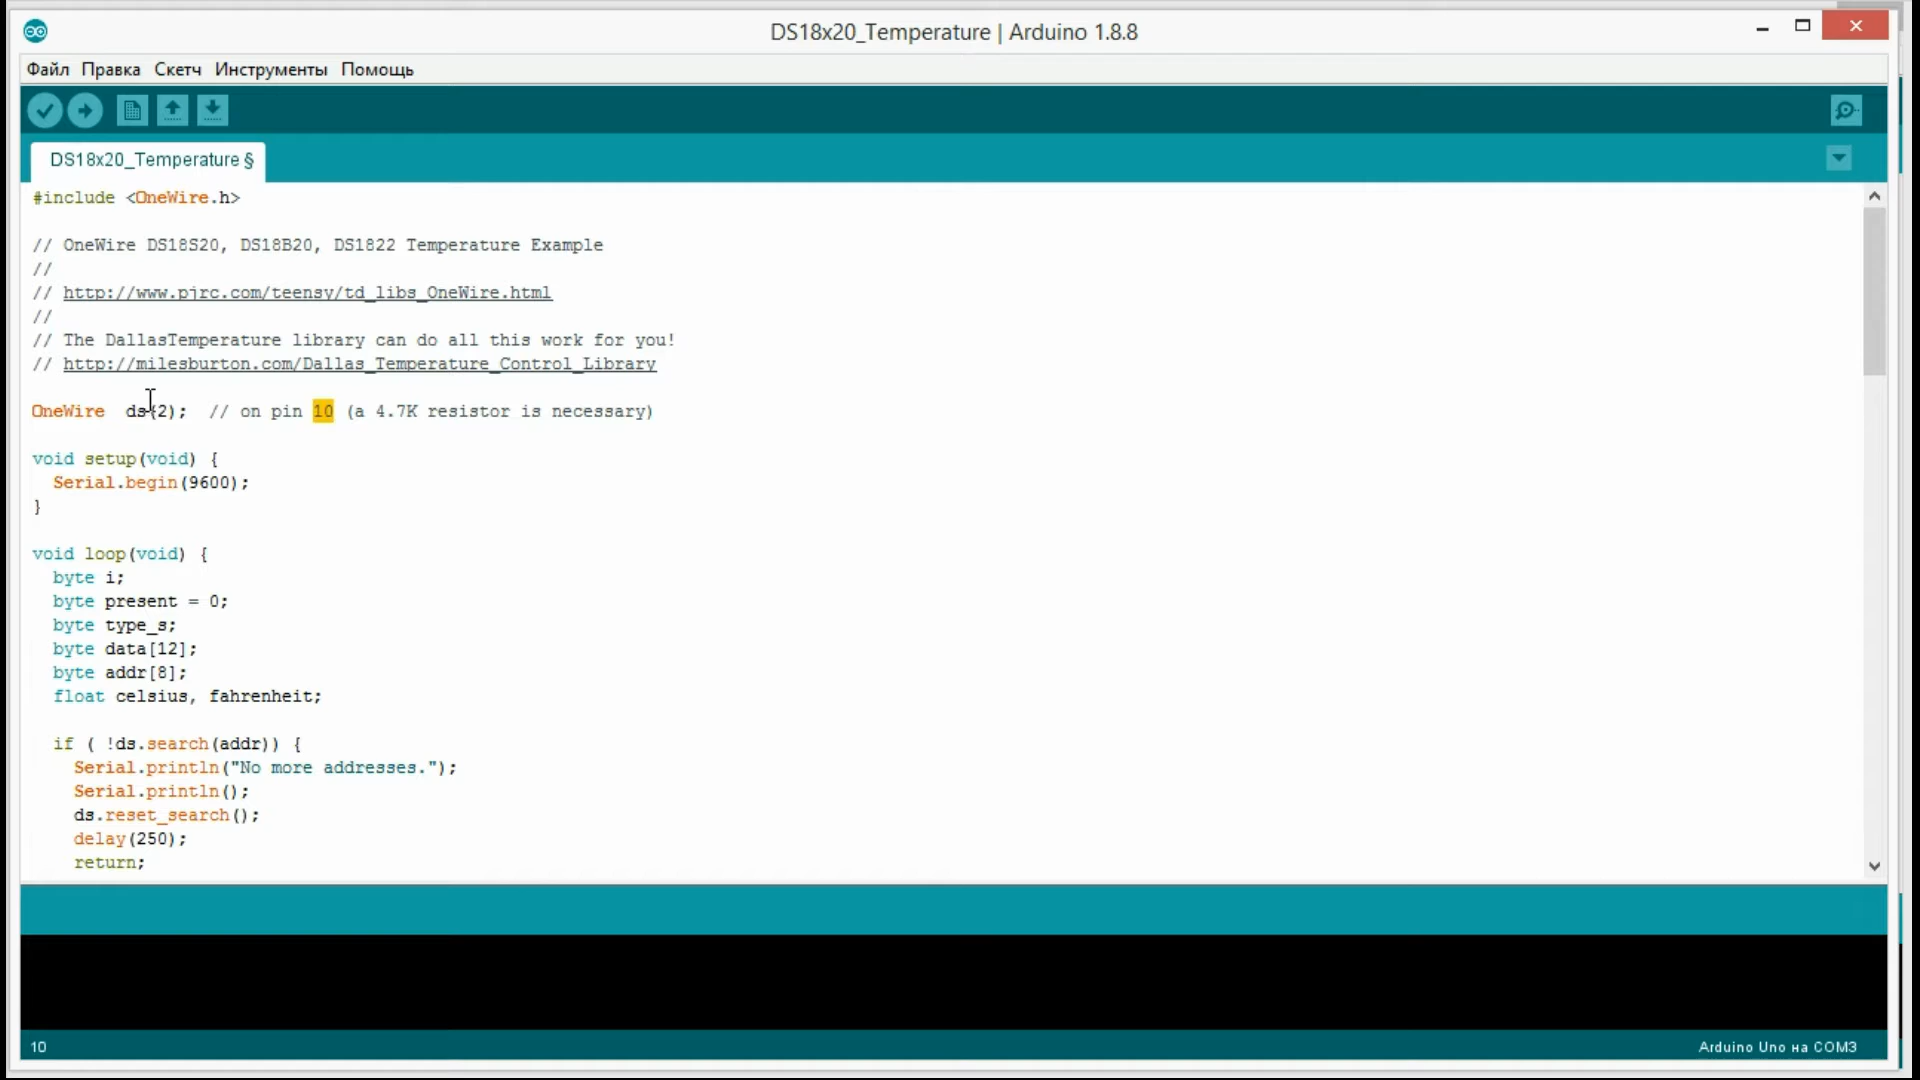 DS18x20_Temperature | Arduino 1.8.8
Файл Правка Скетч Инструменты Помощь
DS18x20_Temperature §
#include <OneWire.h>
// OneWire DS18S20, DS18B20, DS1822 Temperature Example
//
// http://www.pjrc.com/teensy/td_libs_OneWire.html
//
// The DallasTemperature library can do all this work for you!
// http://milesburton.com/Dallas_Temperature_Control_Library
OneWire  ds(2);  // on pin 10 (a 4.7K resistor is necessary)
void setup(void) {
  Serial.begin(9600);
}
void loop(void) {
  byte i;
  byte present = 0;
  byte type_s;
  byte data[12];
  byte addr[8];
  float celsius, fahrenheit;
  if ( !ds.search(addr)) {
    Serial.println("No more addresses.");
    Serial.println();
    ds.reset_search();
    delay(250);
    return;
10
Arduino Uno на COM3